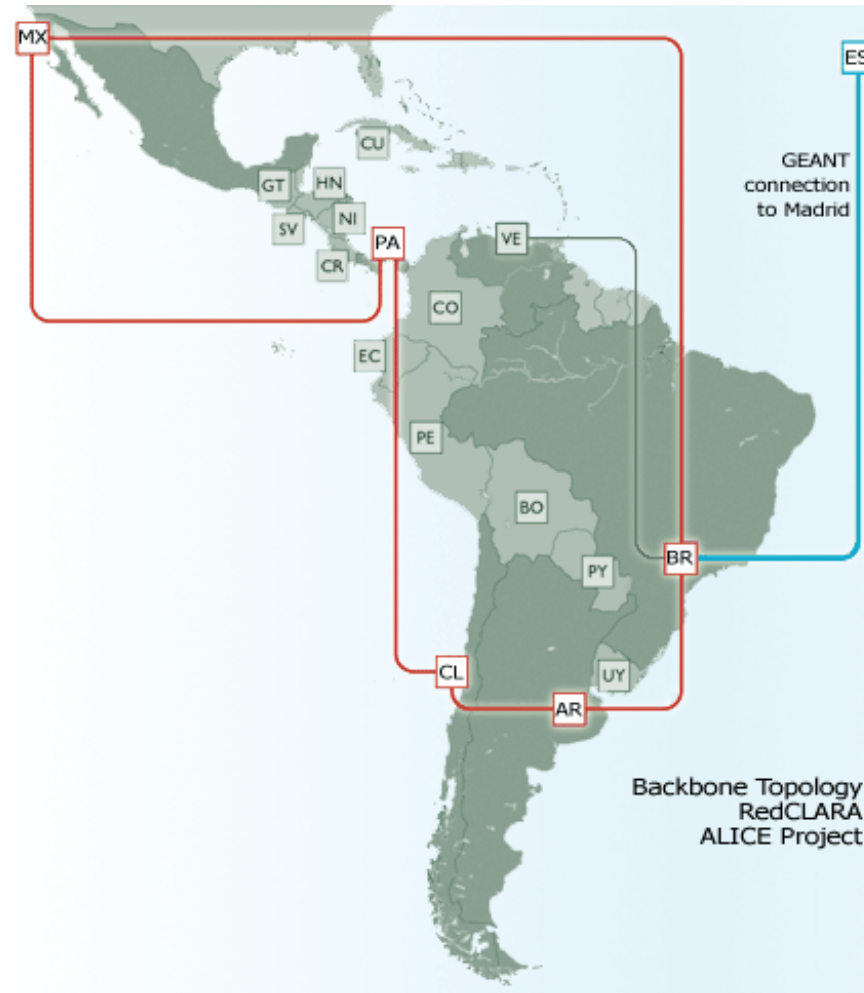 MX
ES
CU
GEANT
connection
to Madrid
GT
HN
NI
SV
PA
VE
CR
CO
EC
PE
BO
BR
PY
CL
UY
AR
Backbone Topology
RedCLARA
ALICE Project